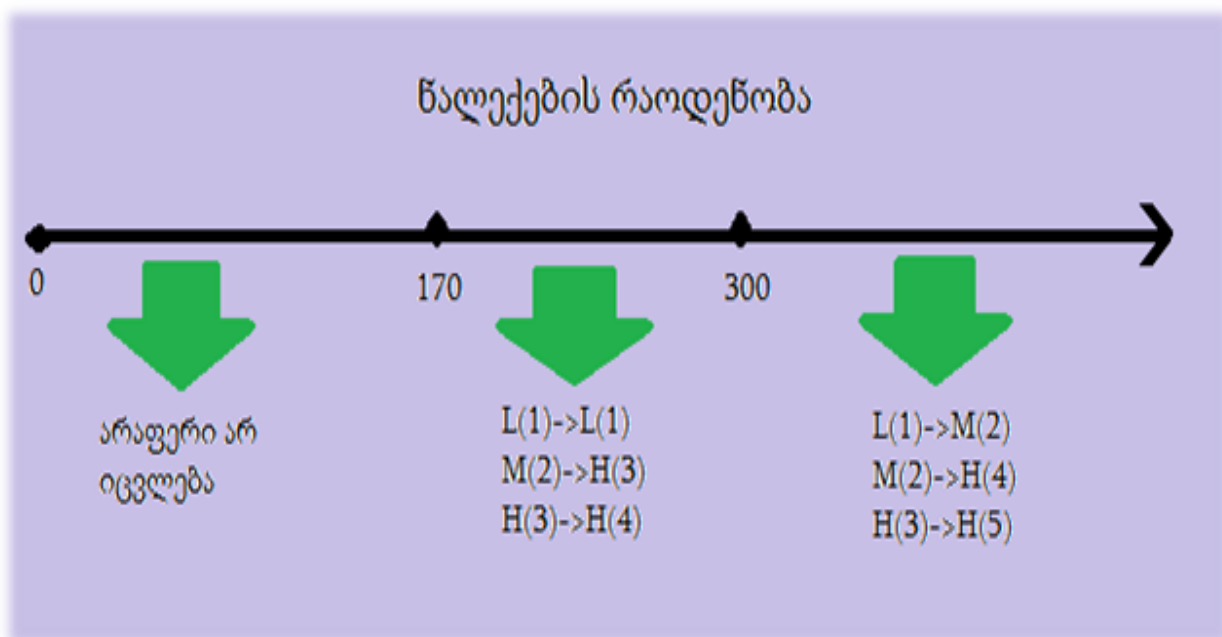 ნალექების რაოდენობა
0
170
300
არაფერი არ
იცვლება
L(1)->L(1)
M(2)->H(3)
H(3)->H(4)
L(1)->M(2)
M(2)->H(4)
H(3)->H(5)